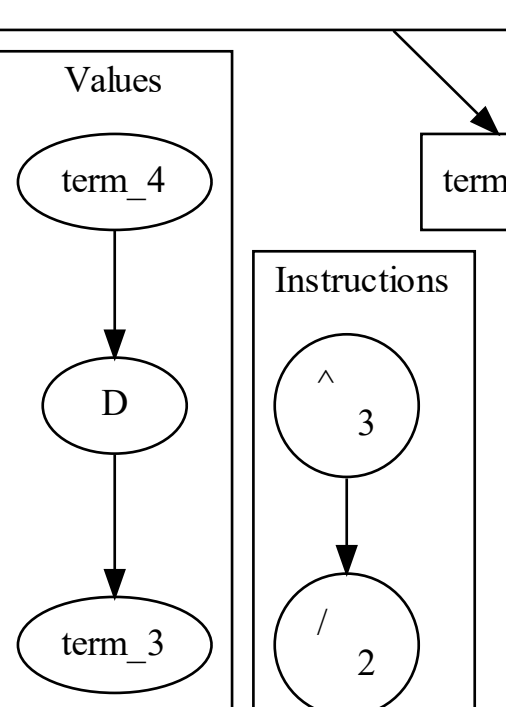 Values
term_4
term
Instructions
^
3
D
/
2
term_3